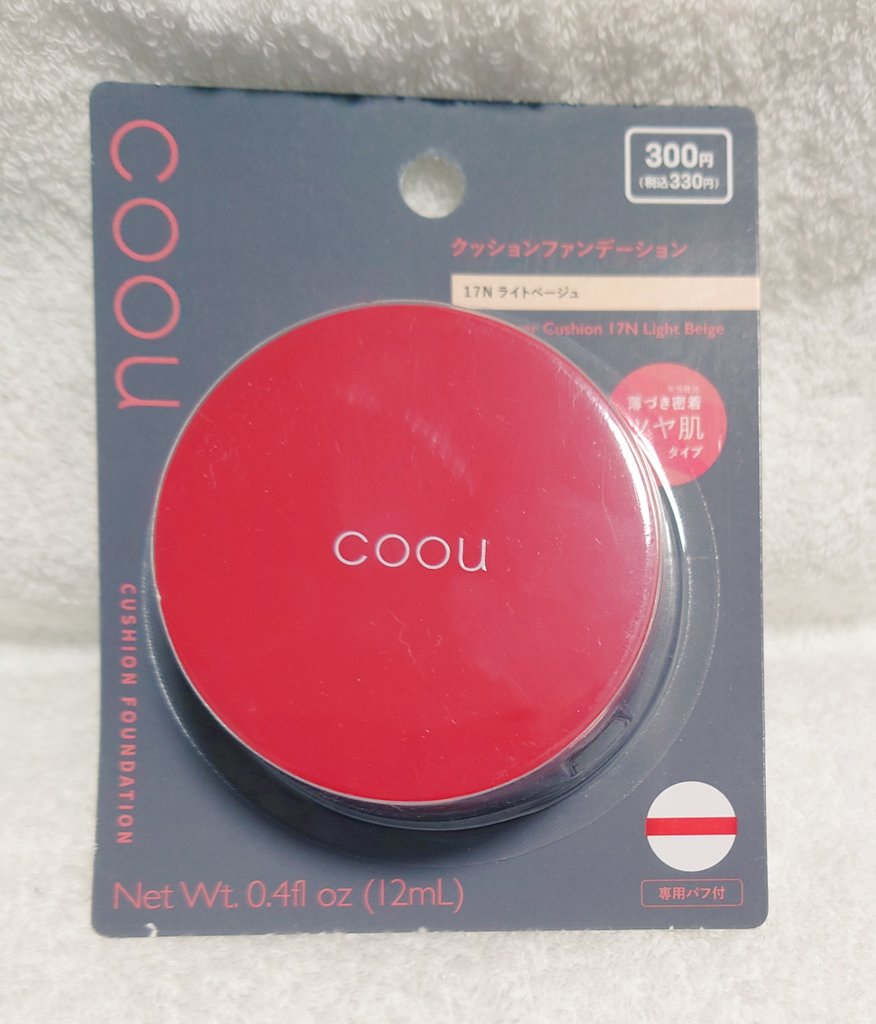 coou
300円
(税込330円)
クッションファンデーション
17N ライトベージュ
Cushion 17N Light Beige
薄づき密着
ツヤ肌
タイプ
coou
CUSHION FOUNDATION
Net Wt. 0.4fl oz (12mL)
専用パフ付